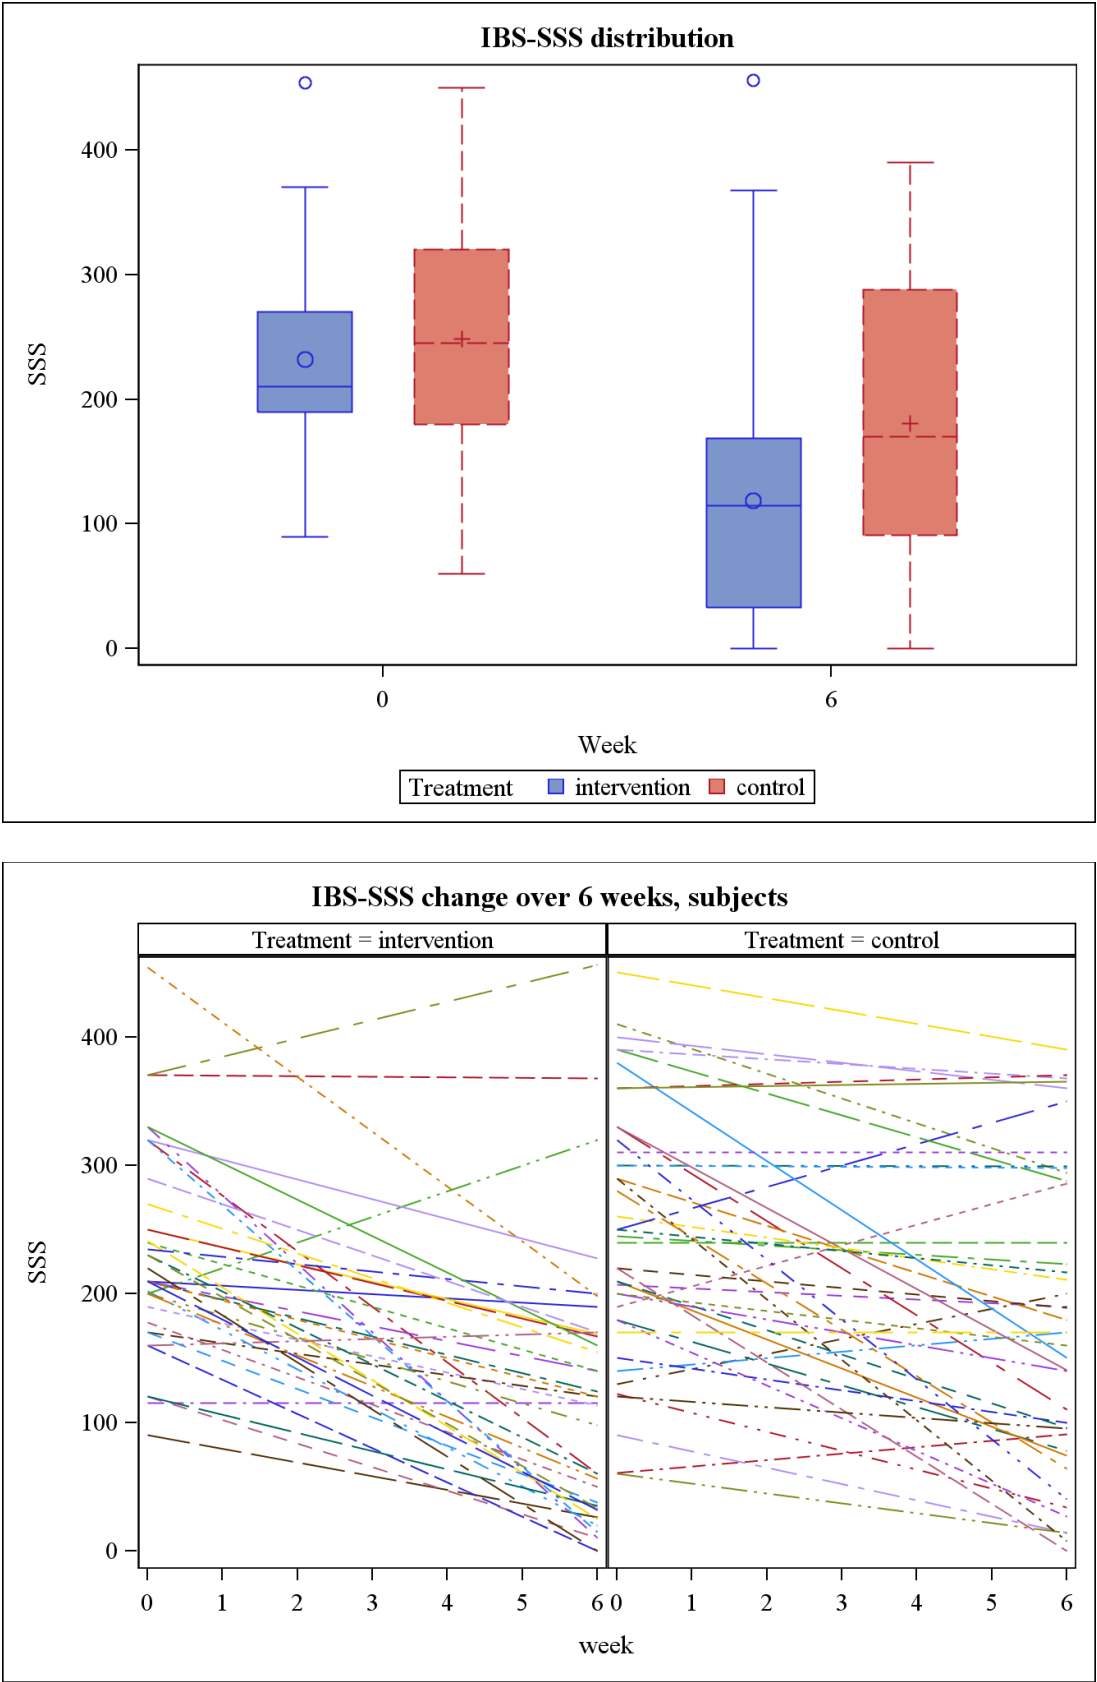 IBS-SSS distribution
400
300
200
100
0
SSS
0 6
Week
Treatment intervention control
IBS-SSS change over 6 weeks, subjects
Treatment = intervention Treatment = control
400
300
200
100
0
SSS
0 1 2 3 4 5 6 0 1 2 3 4 5 6
week